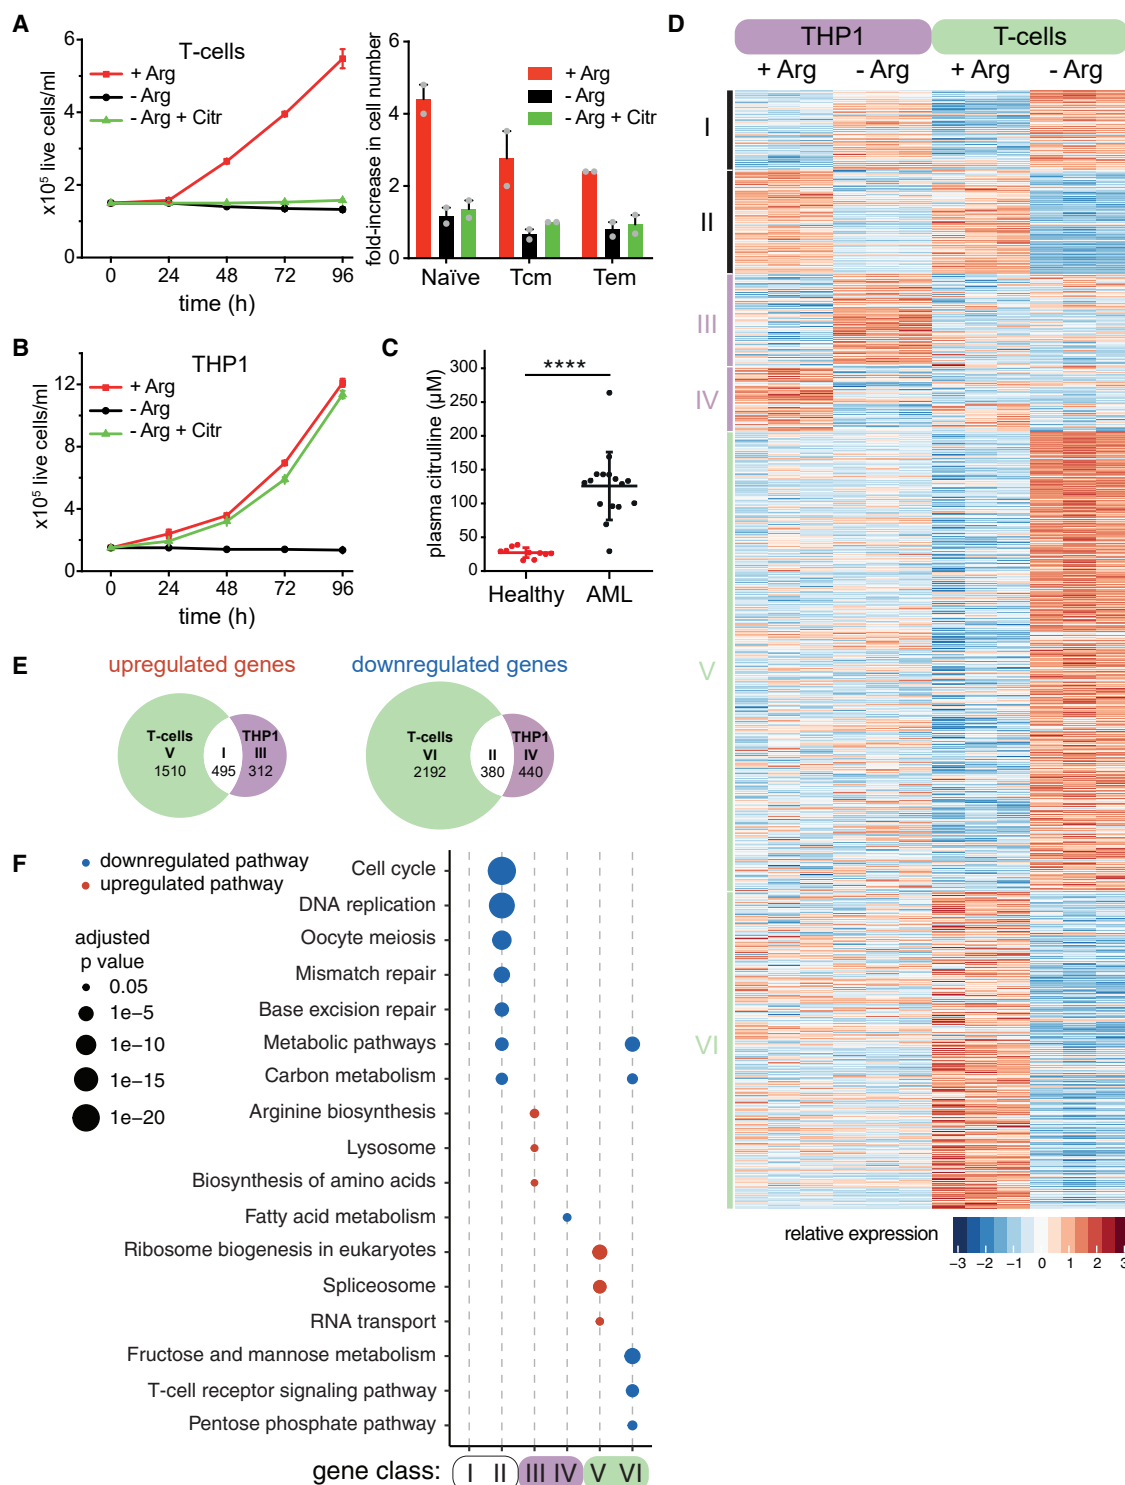 A
T-cells
+ Arg
- Arg
- Arg + Citr
x10⁵ live cells/ml
6
4
2
0
0 24 48 72 96
time (h)
fold-increase in cell number
6
4
2
0
+ Arg
- Arg
- Arg + Citr
Naïve Tcm Tem
B
THP1
+ Arg
- Arg
- Arg + Citr
x10⁵ live cells/ml
12
8
4
0
0 24 48 72 96
time (h)
C
****
plasma citrulline (µM)
300
250
200
150
100
50
0
Healthy AML
D
THP1 T-cells
+ Arg - Arg + Arg - Arg
I
II
III
IV
V
VI
relative expression
−3 −2 −1 0 1 2 3
E
upregulated genes
T-cells
V
1510
I
495
THP1
III
312
downregulated genes
T-cells
VI
2192
II
380
THP1
IV
440
F
downregulated pathway
upregulated pathway
adjusted
p value
0.05
1e−5
1e−10
1e−15
1e−20
Cell cycle
DNA replication
Oocyte meiosis
Mismatch repair
Base excision repair
Metabolic pathways
Carbon metabolism
Arginine biosynthesis
Lysosome
Biosynthesis of amino acids
Fatty acid metabolism
Ribosome biogenesis in eukaryotes
Spliceosome
RNA transport
Fructose and mannose metabolism
T-cell receptor signaling pathway
Pentose phosphate pathway
gene class: I II III IV V VI